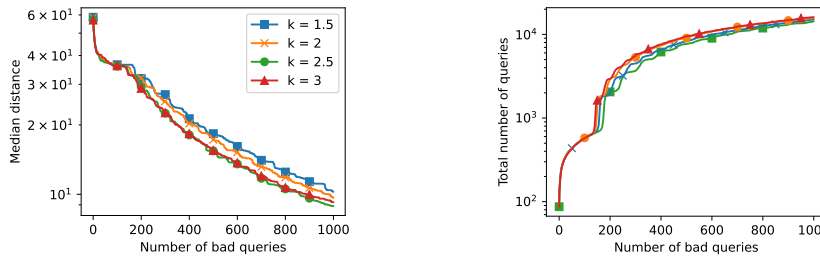 6 × 10¹
4 × 10¹
3 × 10¹
2 × 10¹
10¹
Median distance
0 200 400 600 800 1000
Number of bad queries
k = 1.5
k = 2
k = 2.5
k = 3
10⁴
10³
10²
Total number of queries
0 200 400 600 800 100
Number of bad queries